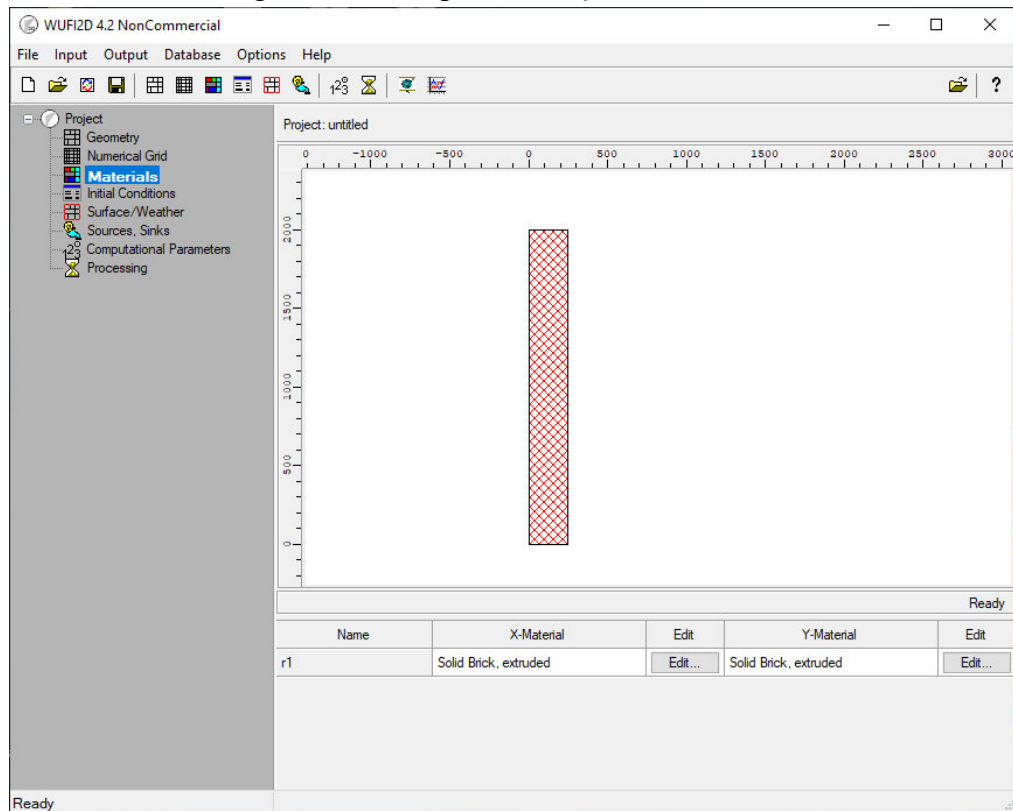 WUFI2D 4.2 NonCommercial
File Input Output Database Options Help
Project
Geometry
Numerical Grid
Materials
Initial Conditions
Surface/Weather
Sources, Sinks
Computational Parameters
Processing
Project: untitled
0 -1000 -500 0 500 1000 1500 2000 2500 3000
2000
1500
1000
500
0
Ready
Name X-Material Edit Y-Material Edit
r1 Solid Brick, extruded Edit... Solid Brick, extruded Edit...
Ready